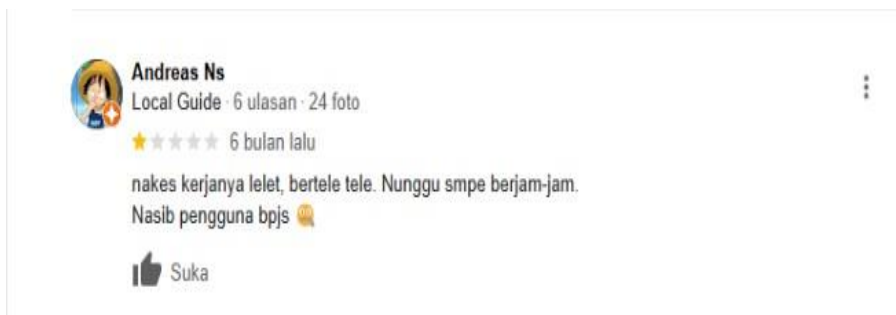 Andreas Ns
Local Guide · 6 ulasan · 24 foto
6 bulan lalu
nakes kerjanya lelet, bertele tele. Nunggu smpe berjam-jam.
Nasib pengguna bpjs
Suka